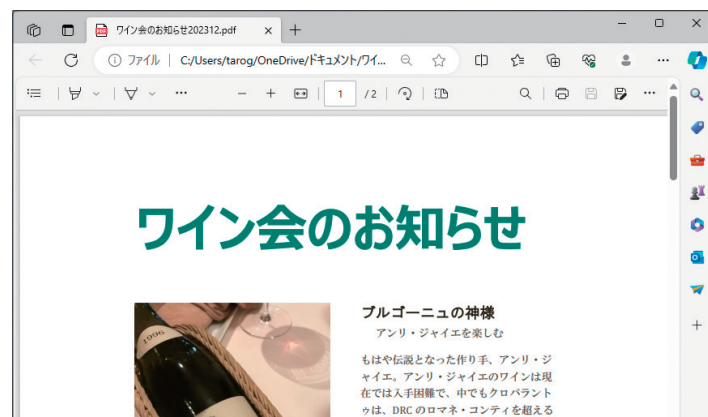 ワイン会のお知らせ202312.pdf
ファイル | C:/Users/tarog/OneDrive/ドキュメント/ワイ...
1 / 2
ワイン会のお知らせ
1996
ブルゴーニュの神様
アンリ・ジャイエを楽しむ
もはや伝説となった作り手、アンリ・ジ
ャイエ。アンリ・ジャイエのワインは現
在では入手困難で、中でもクロパラント
ゥは、DRC のロマネ・コンティを超える